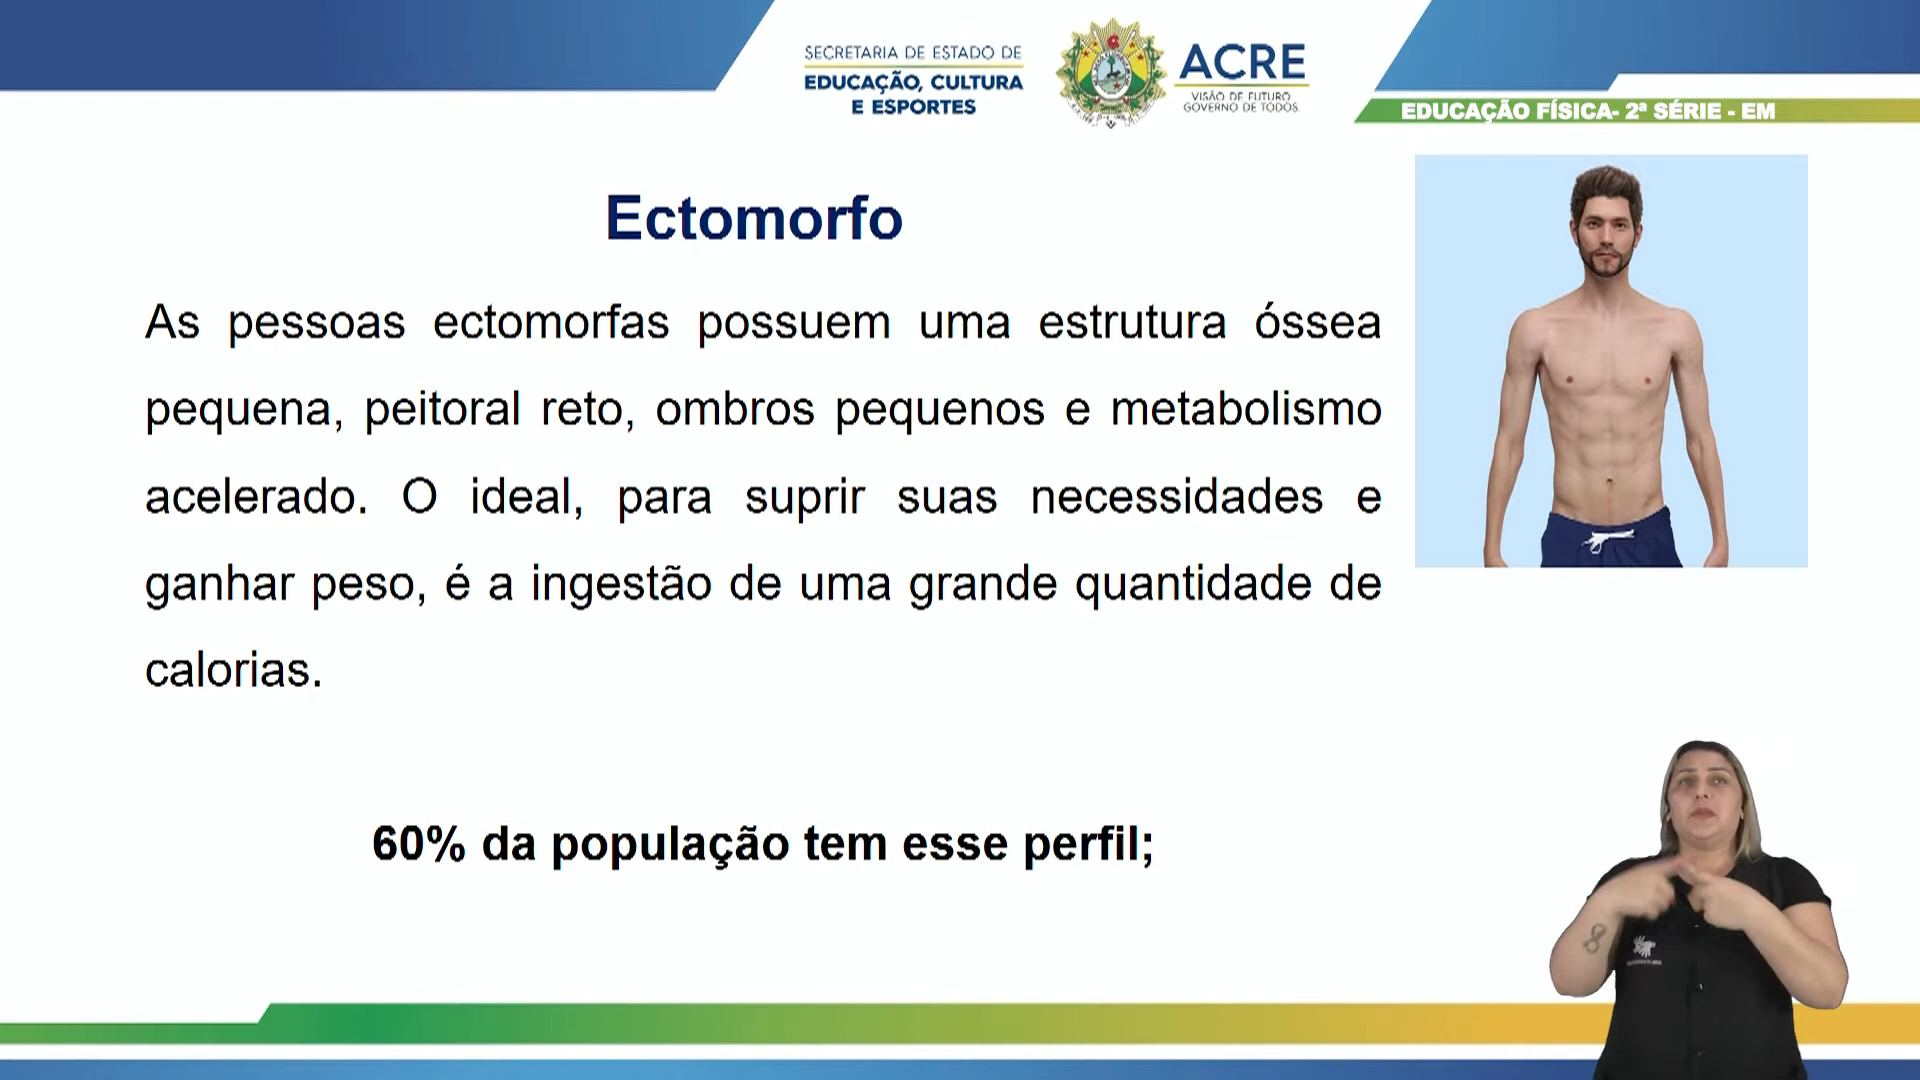 SECRETARIA DE ESTADO DE
EDUCAÇÃO, CULTURA
E ESPORTES
ACRE
VISÃO DE FUTURO
GOVERNO DE TODOS
EDUCAÇÃO FÍSICA- 2ª SÉRIE - EM
Ectomorfo
As pessoas ectomorfas possuem uma estrutura óssea
pequena, peitoral reto, ombros pequenos e metabolismo
acelerado. O ideal, para suprir suas necessidades e
ganhar peso, é a ingestão de uma grande quantidade de
calorias.
60% da população tem esse perfil;